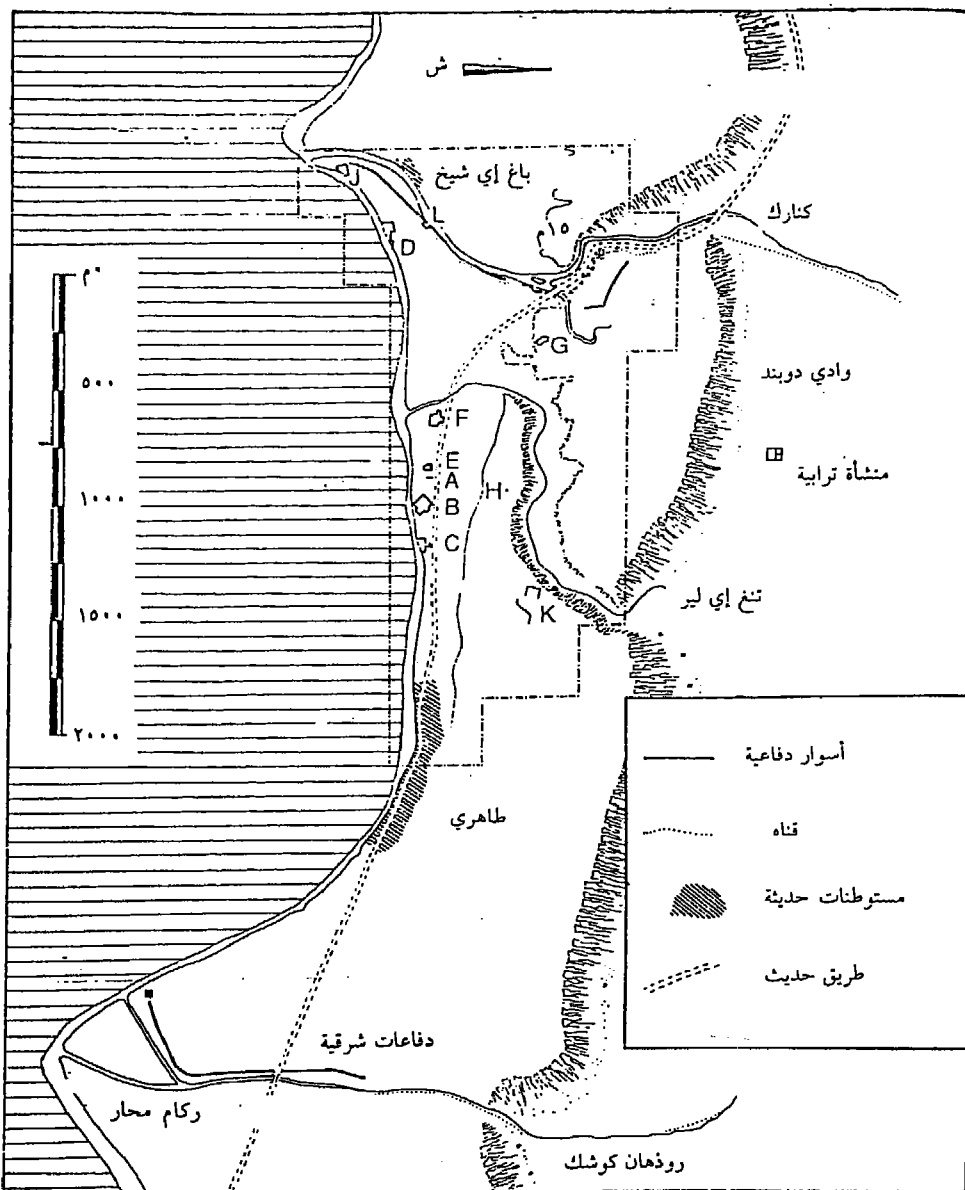 ش
باغ إي شيخ
S
J
L
١٥م
كنارك
D
٠م
G
وادي دوبند
٥٠٠
F
E
A
منشأة ترابية
H
B
١٠٠٠
C
تنغ إي لير
K
١٥٠٠
٢٠٠٠
أسوار دفاعية
طاهري
قناه
مستوطنات حديثة
طريق حديث
دفاعات شرقية
ركام محار
روذهان كوشك